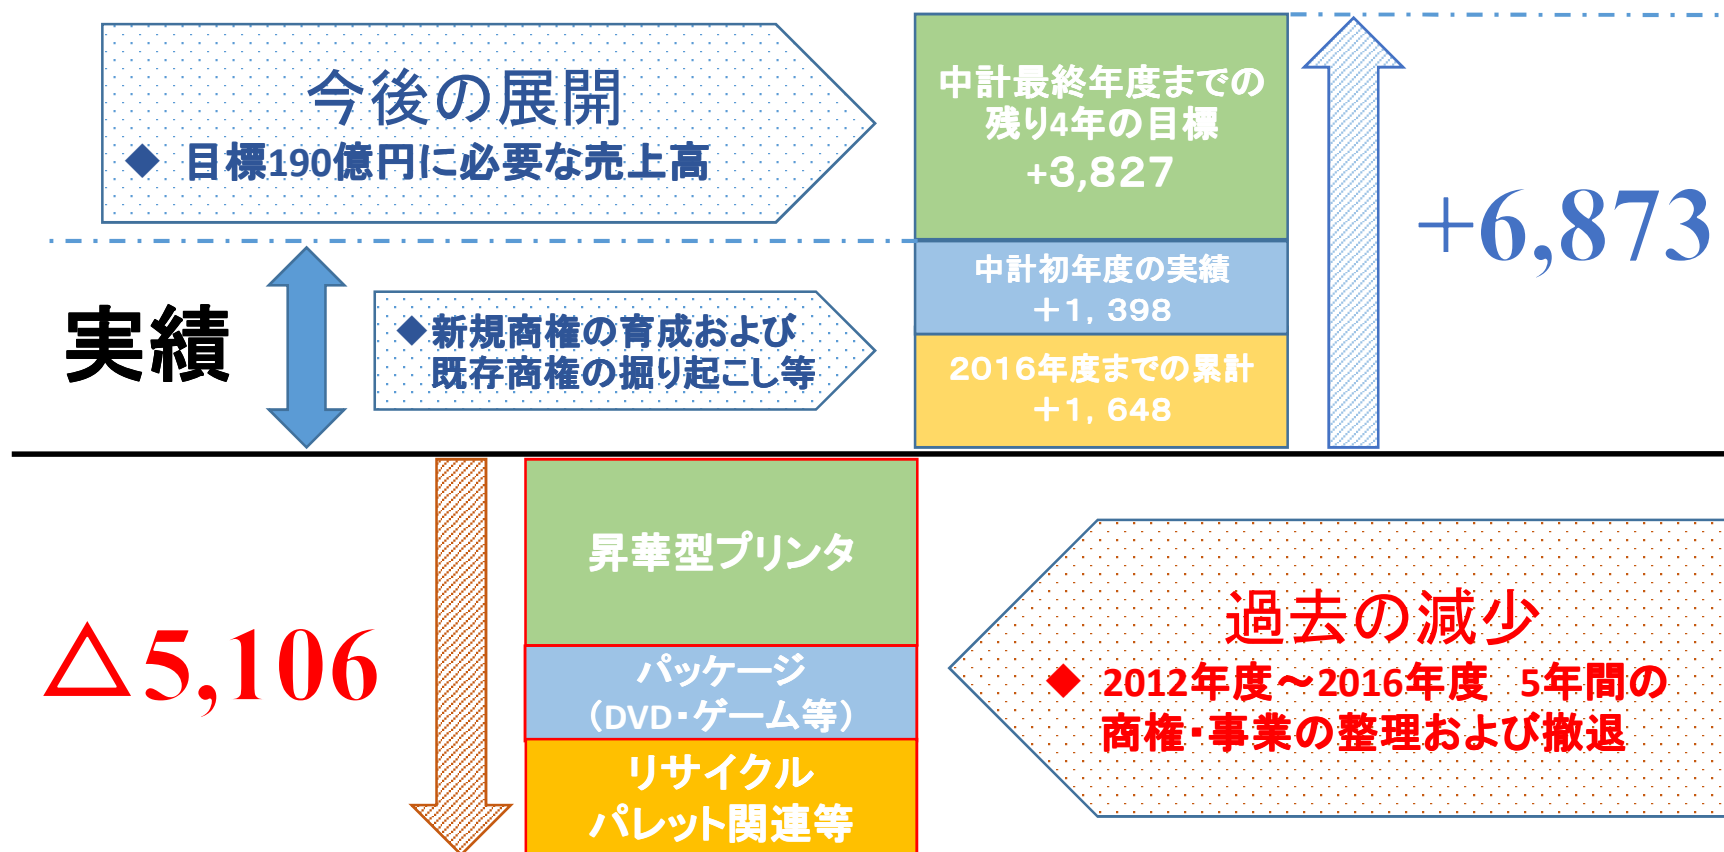 今後の展開
◆ 目標190億円に必要な売上高
中計最終年度までの
残り4年の目標
+3,827
+6,873
中計初年度の実績
＋1，398
実績
◆新規商権の育成および
既存商権の掘り起こし等
2016年度までの累計
＋1，648
昇華型プリンタ
△5,106
パッケージ
（DVD・ゲーム等）
リサイクル
パレット関連等
過去の減少
◆ 2012年度～2016年度　5年間の
商権・事業の整理および撤退